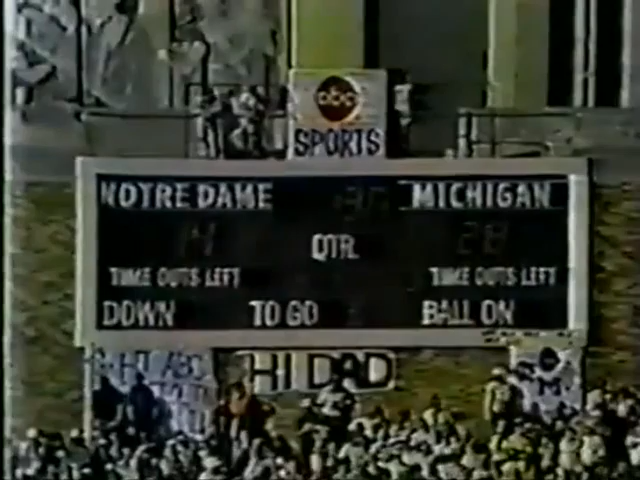 abc
SPORTS
NOTRE DAME MICHIGAN
14 QTR. 28
TIME OUTS LEFT TIME OUTS LEFT
DOWN TO GO BALL ON
ABC HI DAD M